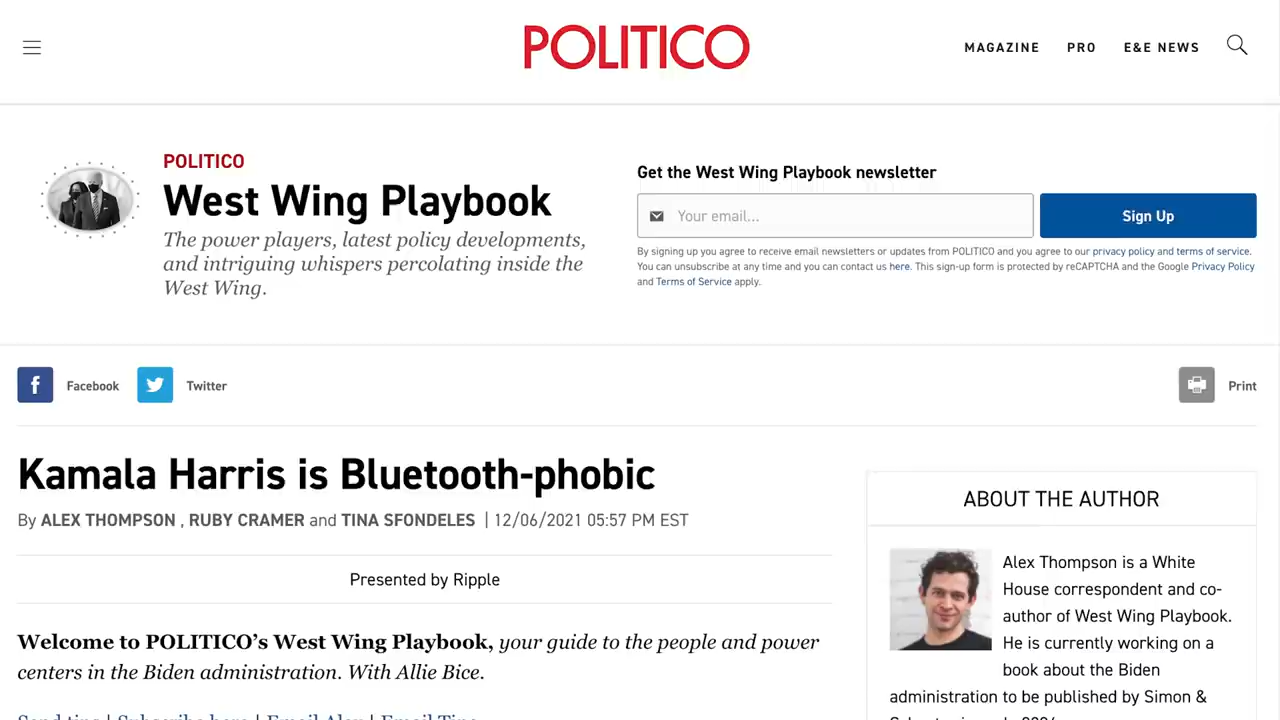 POLITICO
MAGAZINE
PRO
E&E NEWS
POLITICO
West Wing Playbook
The power players, latest policy developments,
and intriguing whispers percolating inside the
West Wing.
Get the West Wing Playbook newsletter
Your email...
Sign Up
By signing up you agree to receive email newsletters or updates from POLITICO and you agree to our privacy policy and terms of service.
You can unsubscribe at any time and you can contact us here. This sign-up form is protected by reCAPTCHA and the Google Privacy Policy
and Terms of Service apply.
f
Facebook
Twitter
Print
Kamala Harris is Bluetooth-phobic
By ALEX THOMPSON , RUBY CRAMER and TINA SFONDELES | 12/06/2021 05:57 PM EST
Presented by Ripple
Welcome to POLITICO’s West Wing Playbook, your guide to the people and power
centers in the Biden administration. With Allie Bice.
Send tips | Subscribe here | Email Alex | Email Tina
ABOUT THE AUTHOR
Alex Thompson is a White
House correspondent and co-
author of West Wing Playbook.
He is currently working on a
book about the Biden
administration to be published by Simon &